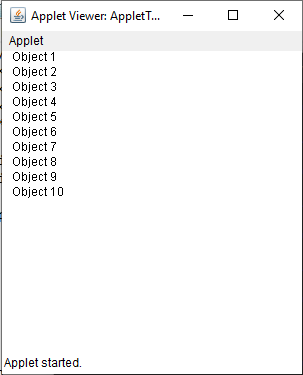 Applet Viewer: AppletT...
Applet
Object 1
Object 2
Object 3
Object 4
Object 5
Object 6
Object 7
Object 8
Object 9
Object 10
Applet started.